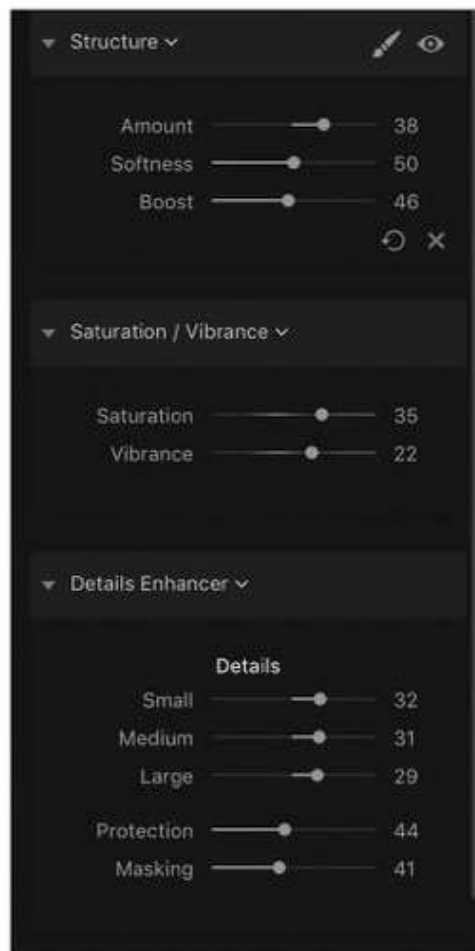 Structure
Amount 38
Softness 50
Boost 46
Saturation / Vibrance
Saturation 35
Vibrance 22
Details Enhancer
Details
Small 32
Medium 31
Large 29
Protection 44
Masking 41